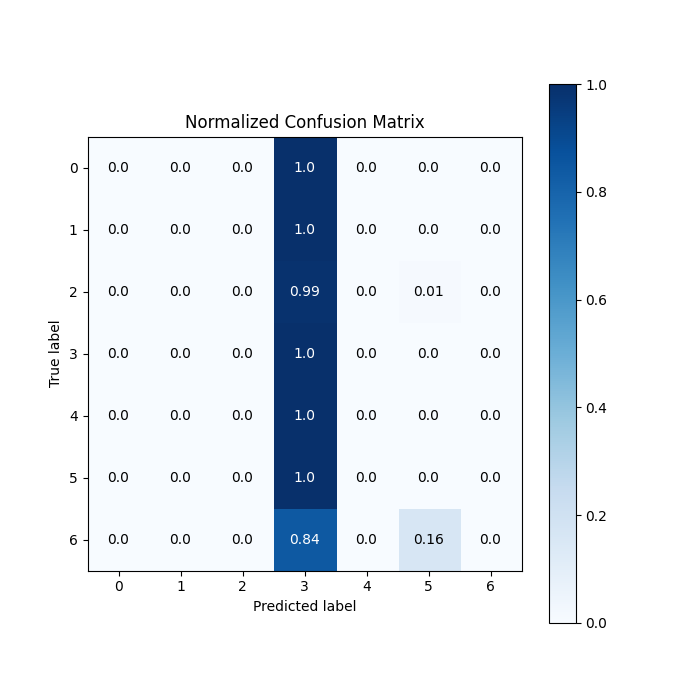 Normalized Confusion Matrix
1.0
0 0.0 0.0 0.0 1.0 0.0 0.0 0.0
1 0.0 0.0 0.0 1.0 0.0 0.0 0.0
0.8
2 0.0 0.0 0.0 0.99 0.0 0.01 0.0
0.6
True label
3 0.0 0.0 0.0 1.0 0.0 0.0 0.0
4 0.0 0.0 0.0 1.0 0.0 0.0 0.0
0.4
5 0.0 0.0 0.0 1.0 0.0 0.0 0.0
0.2
6 0.0 0.0 0.0 0.84 0.0 0.16 0.0
0 1 2 3 4 5 6
Predicted label
0.0